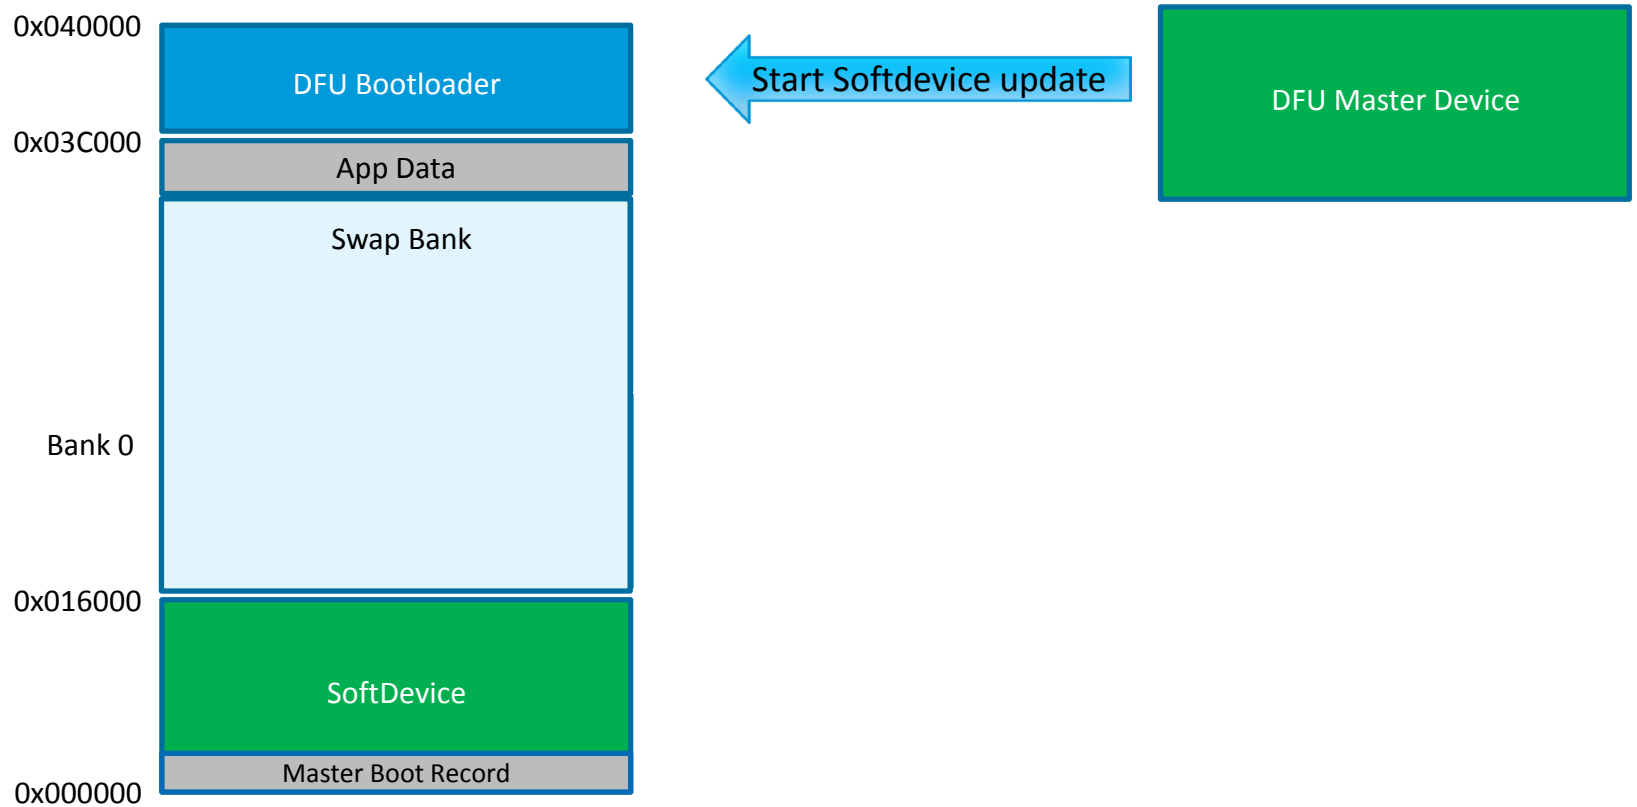 0x040000
DFU Bootloader
Start Softdevice update
DFU Master Device
0x03C000
App Data
Swap Bank
Bank 0
0x016000
SoftDevice
Master Boot Record
0x000000